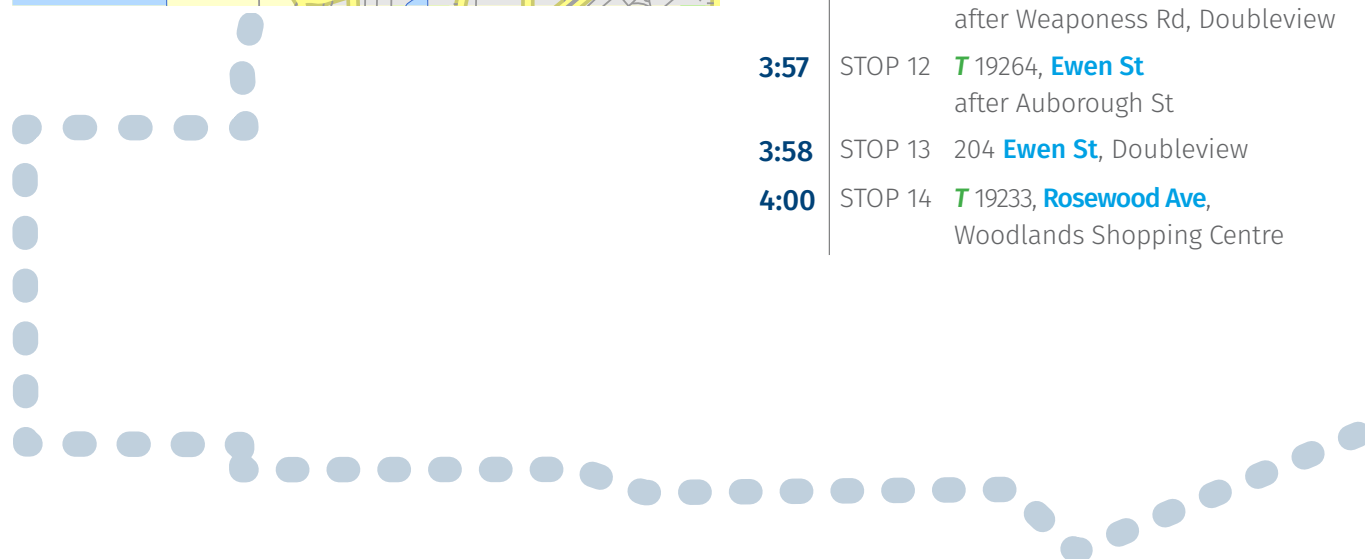 after Weaponess Rd, Doubleview
3:57 STOP 12 T 19264, Ewen St
after Auborough St
3:58 STOP 13 204 Ewen St, Doubleview
4:00 STOP 14 T 19233, Rosewood Ave,
Woodlands Shopping Centre